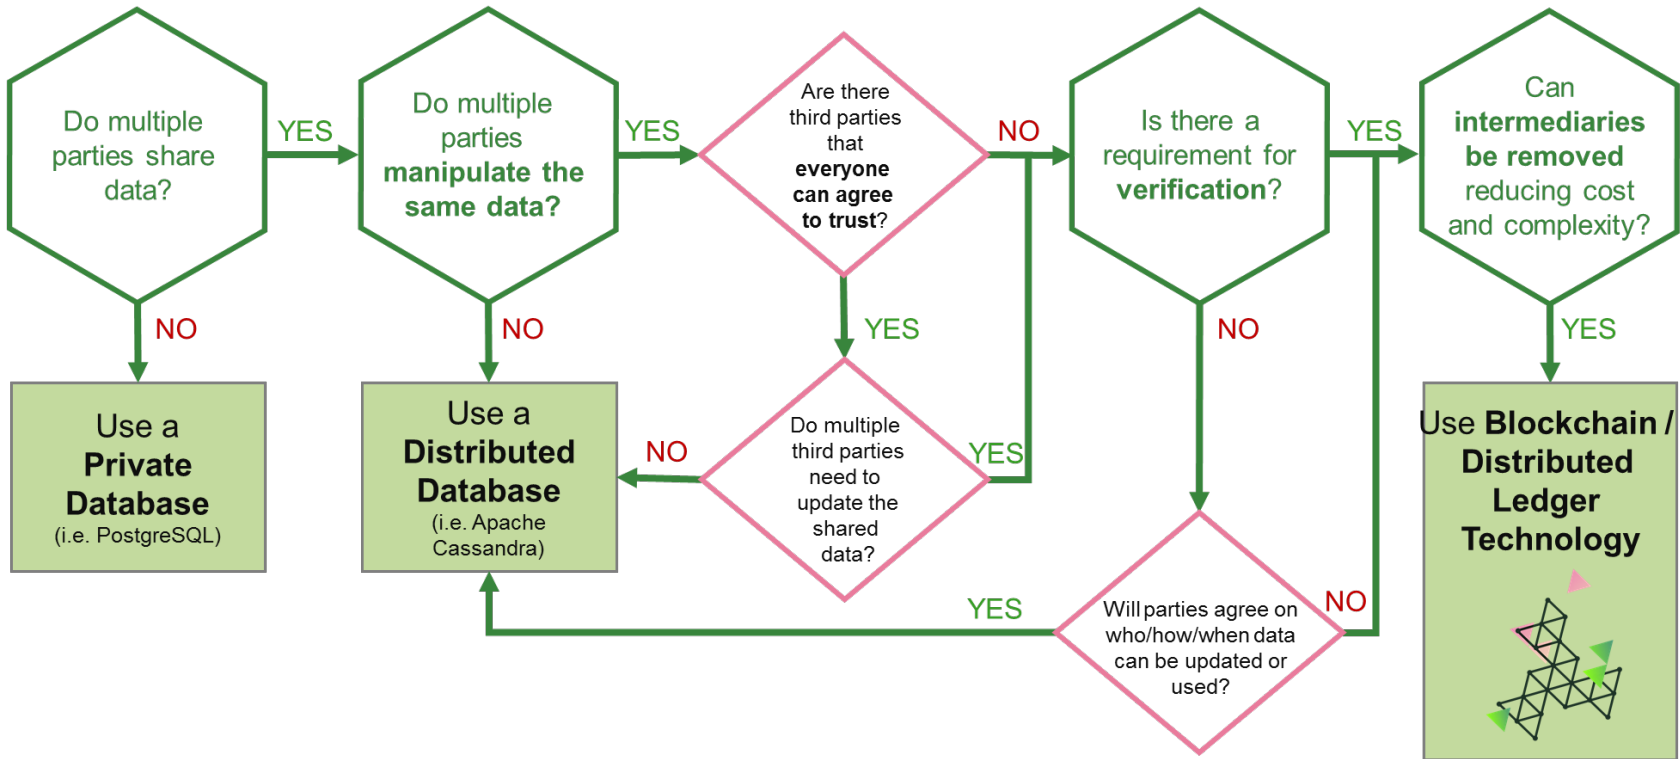 Do multiple
parties share
data?
YES
NO
Use a
Private
Database
(i.e. PostgreSQL)
Do multiple
parties
manipulate the
same data?
YES
NO
Use a
Distributed
Database
(i.e. Apache
Cassandra)
Are there
third parties
that
everyone
can agree
to trust?
NO
YES
Do multiple
third parties
need to
update the
shared
data?
NO
YES
Is there a
requirement for
verification?
YES
NO
Will parties agree on
who/how/when data
can be updated or
used?
YES
NO
Can
intermediaries
be removed
reducing cost
and complexity?
YES
Use Blockchain /
Distributed
Ledger
Technology